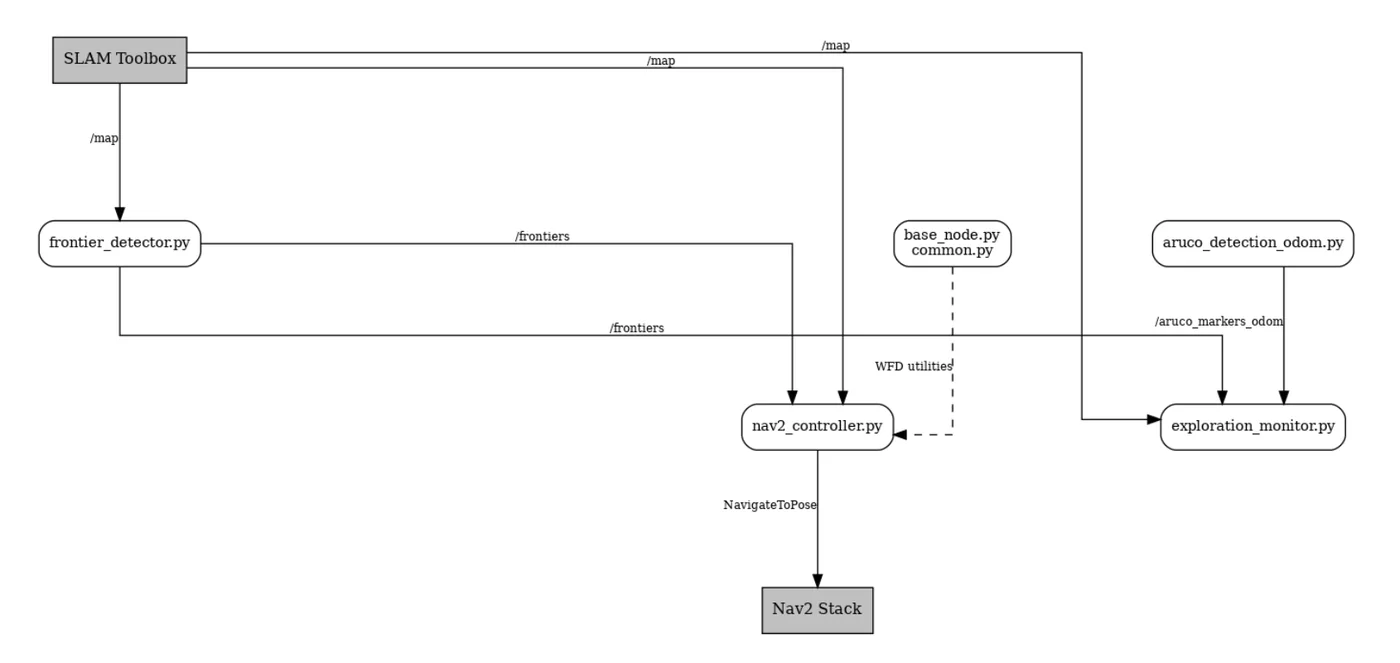 /map
SLAM Toolbox
/map
/map
/frontiers
frontier_detector.py
base_node.py
common.py
aruco_detection_odom.py
/frontiers
/aruco_markers_odom
WFD utilities
nav2_controller.py
exploration_monitor.py
NavigateToPose
Nav2 Stack